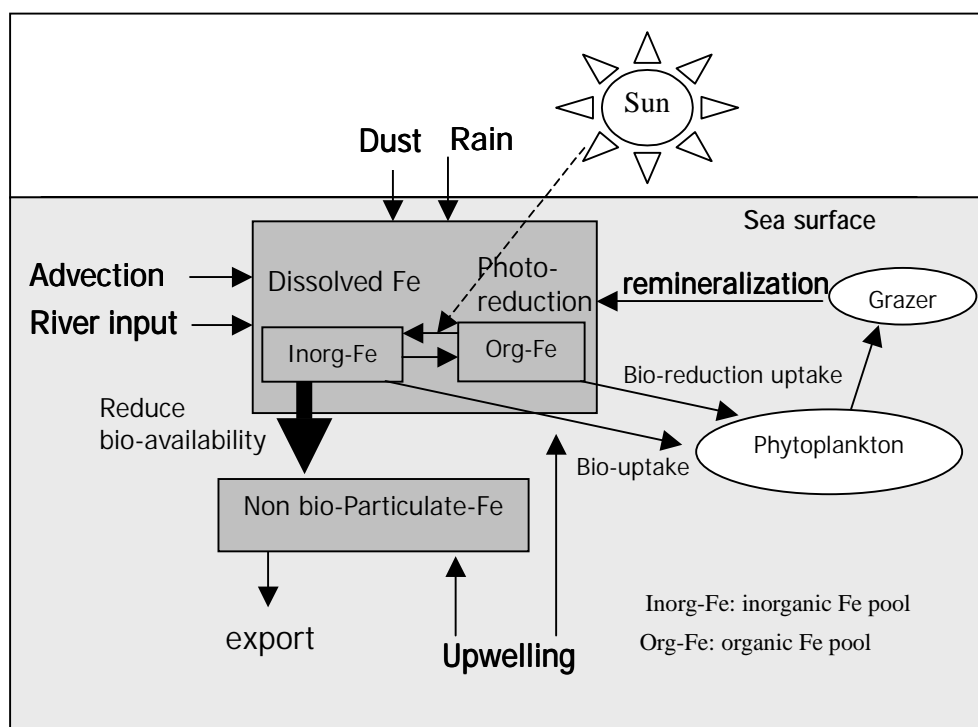 Sun
Dust
Rain
Sea surface
Advection
River input
Dissolved Fe
Photo-
reduction
remineralization
Grazer
Inorg-Fe
Org-Fe
Bio-reduction uptake
Reduce
bio-availability
Phytoplankton
Bio-uptake
Non bio-Particulate-Fe
export
Upwelling
Inorg-Fe: inorganic Fe pool
Org-Fe: organic Fe pool